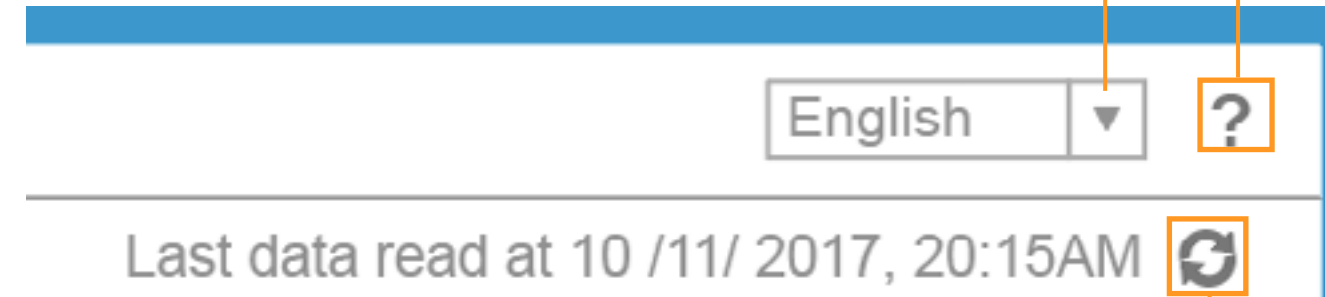 English ▼ ?
Last data read at 10 /11/ 2017, 20:15AM